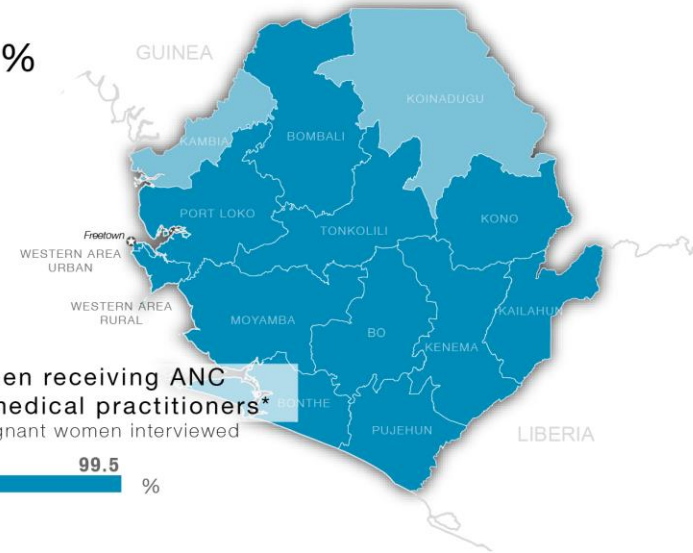 %
GUINEA
KOINADUGU
KAMBIA
BOMBALI
PORT LOKO
TONKOLILI
KONO
Freetown
WESTERN AREA
URBAN
WESTERN AREA
RURAL
MOYAMBA
BO
KENEMA
KAILAHUN
BONTHE
PUJEHUN
LIBERIA
en receiving ANC
medical practitioners*
gnant women interviewed
99.5
%